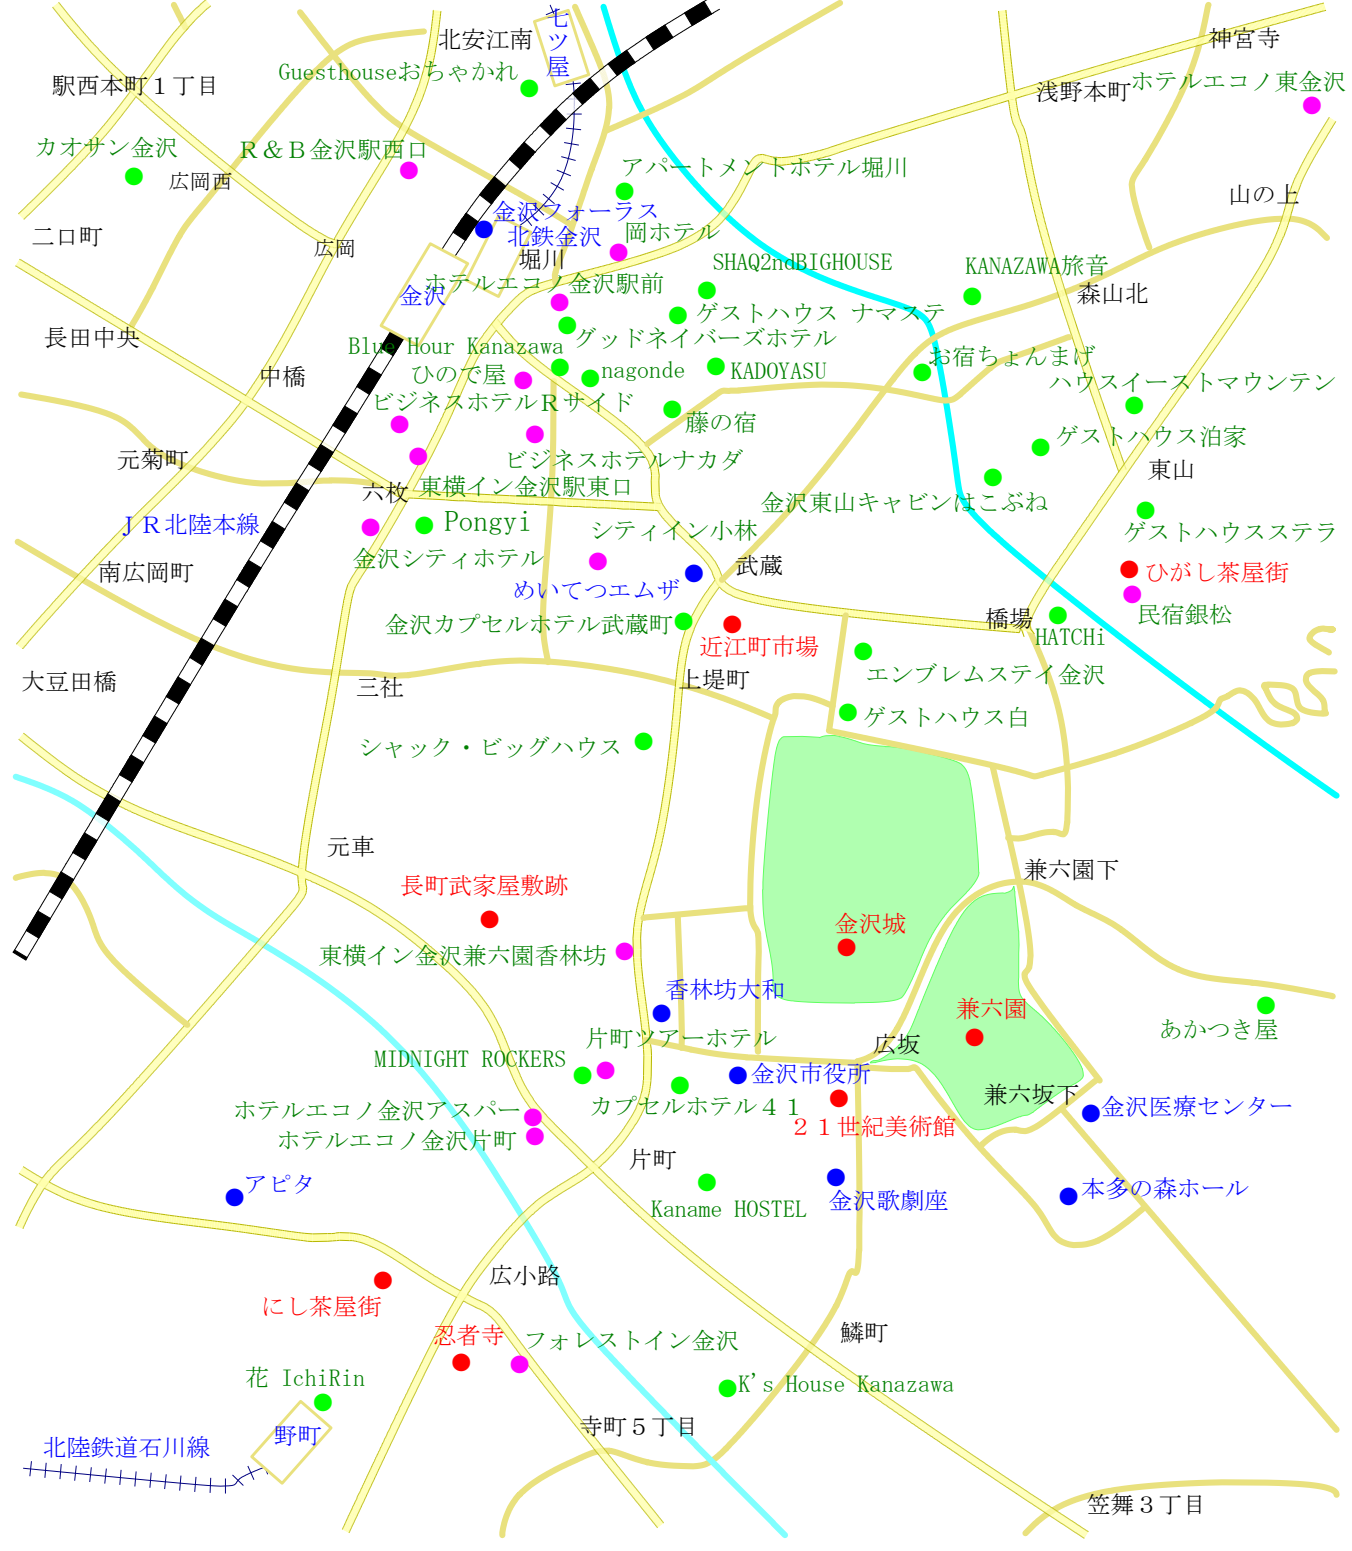 七ツ屋
北安江南
神宮寺
Guesthouseおちゃかれ
駅西本町１丁目
浅野本町
ホテルエコノ東金沢
カオサン金沢
Ｒ＆Ｂ金沢駅西口
アパートメントホテル堀川
広岡西
山の上
金沢フォーラス
二口町
北鉄金沢
岡ホテル
広岡
堀川
SHAQ2ndBIGHOUSE
KANAZAWA旅音
ホテルエコノ金沢駅前
金沢
森山北
ゲストハウス ナマステ
長田中央
グッドネイバーズホテル
Blue Hour Kanazawa
お宿ちょんまげ
中橋
ひので屋
nagonde
KADOYASU
ハウスイーストマウンテン
ビジネスホテルＲサイド
藤の宿
ゲストハウス泊家
元菊町
ビジネスホテルナカダ
東山
六枚
東横イン金沢駅東口
金沢東山キャビンはこぶね
ＪＲ北陸本線
Pongyi
シティイン小林
ゲストハウスステラ
金沢シティホテル
武蔵
南広岡町
ひがし茶屋街
めいてつエムザ
民宿銀松
金沢カプセルホテル武蔵町
橋場
HATCHi
近江町市場
大豆田橋
三社
上堤町
エンブレムステイ金沢
ゲストハウス白
シャック・ビッグハウス
元車
兼六園下
長町武家屋敷跡
金沢城
東横イン金沢兼六園香林坊
香林坊大和
兼六園
あかつき屋
片町ツアーホテル
広坂
MIDNIGHT ROCKERS
金沢市役所
兼六坂下
ホテルエコノ金沢アスパー
カプセルホテル４１
金沢医療センター
２１世紀美術館
ホテルエコノ金沢片町
片町
アピタ
本多の森ホール
Kaname HOSTEL
金沢歌劇座
広小路
にし茶屋街
忍者寺
フォレストイン金沢
鱗町
花 IchiRin
K's House Kanazawa
寺町５丁目
野町
北陸鉄道石川線
笠舞３丁目